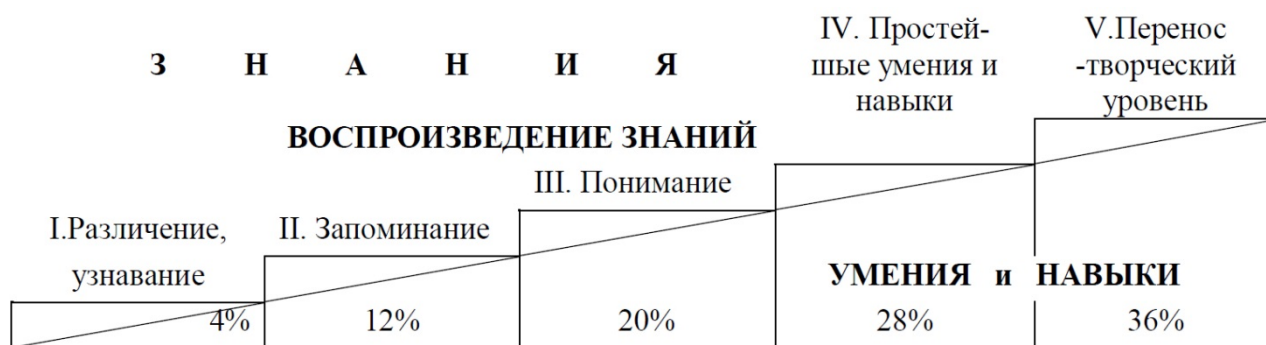 З Н А Н И Я
IV. Простей-
шые умения и
навыки
V.Перенос
-творческий
уровень
ВОСПРОИЗВЕДЕНИЕ ЗНАНИЙ
III. Понимание
I.Различение,
узнавание
II. Запоминание
УМЕНИЯ и НАВЫКИ
4% 12% 20% 28% 36%